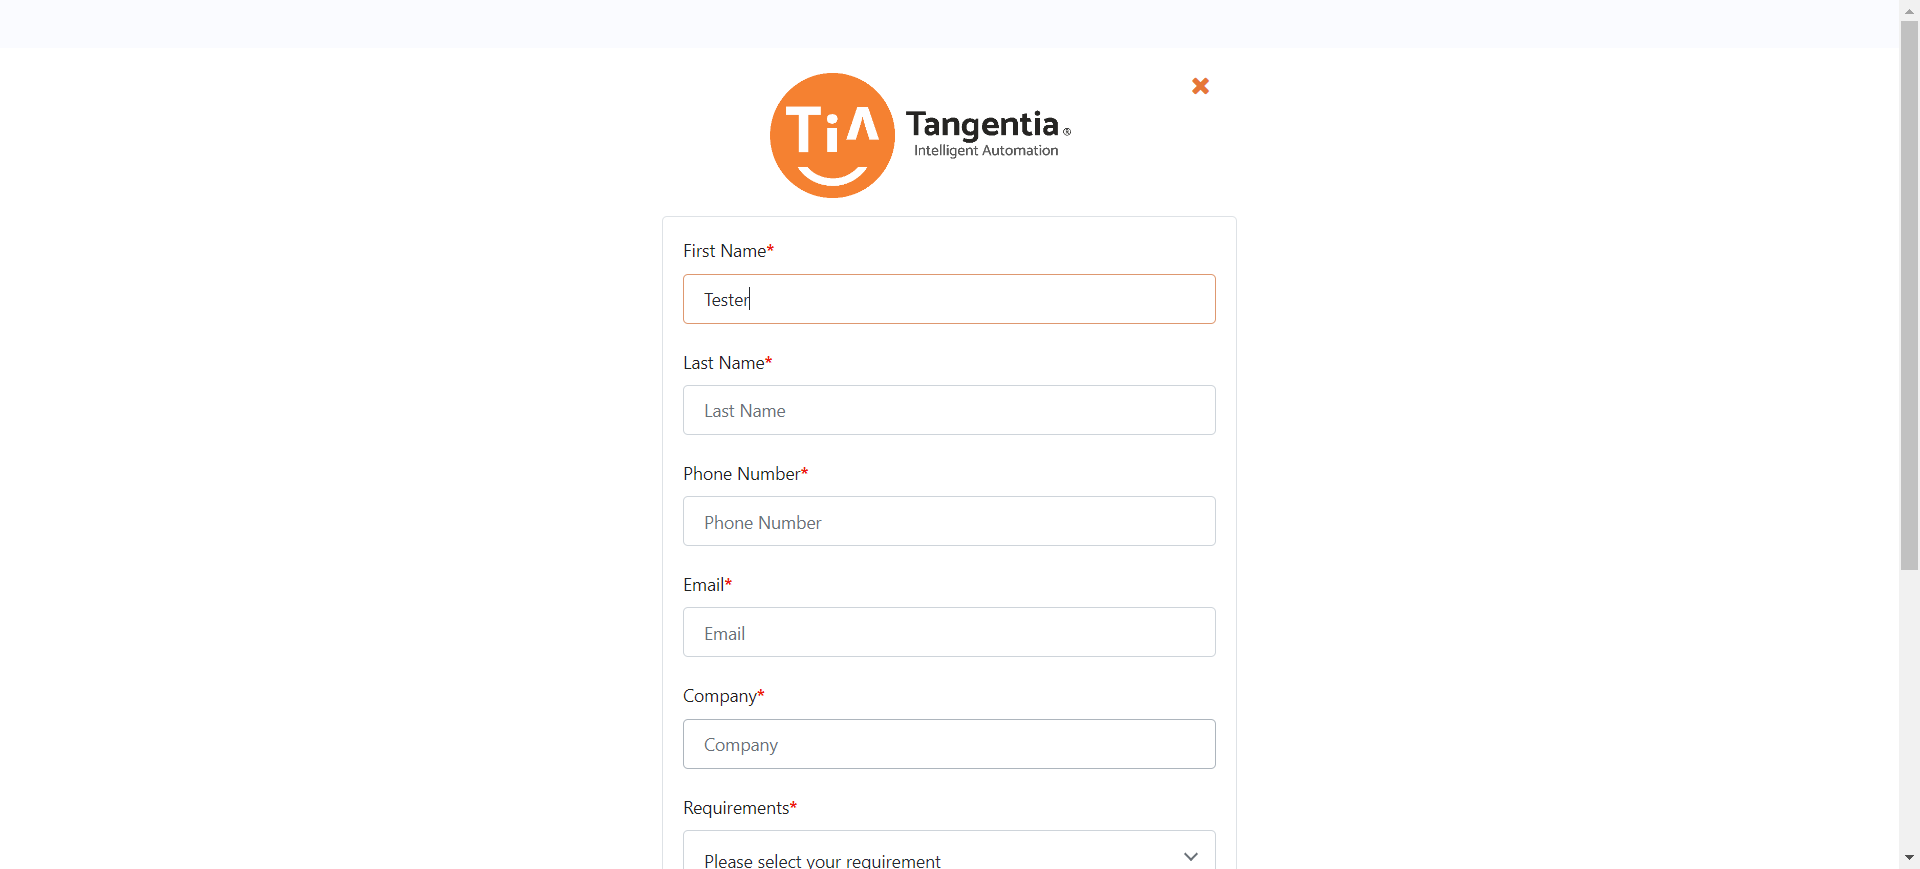 TiA
Tangentia®
Intelligent Automation
First Name*
Tester
Last Name*
Last Name
Phone Number*
Phone Number
Email*
Email
Company*
Company
Requirements*
Please select your requirement